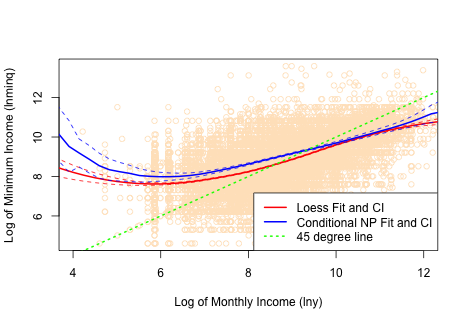 Log of Minimum Income (lnminq)
12
10
8
6
Loess Fit and CI
Conditional NP Fit and CI
45 degree line
4 6 8 10 12
Log of Monthly Income (lny)